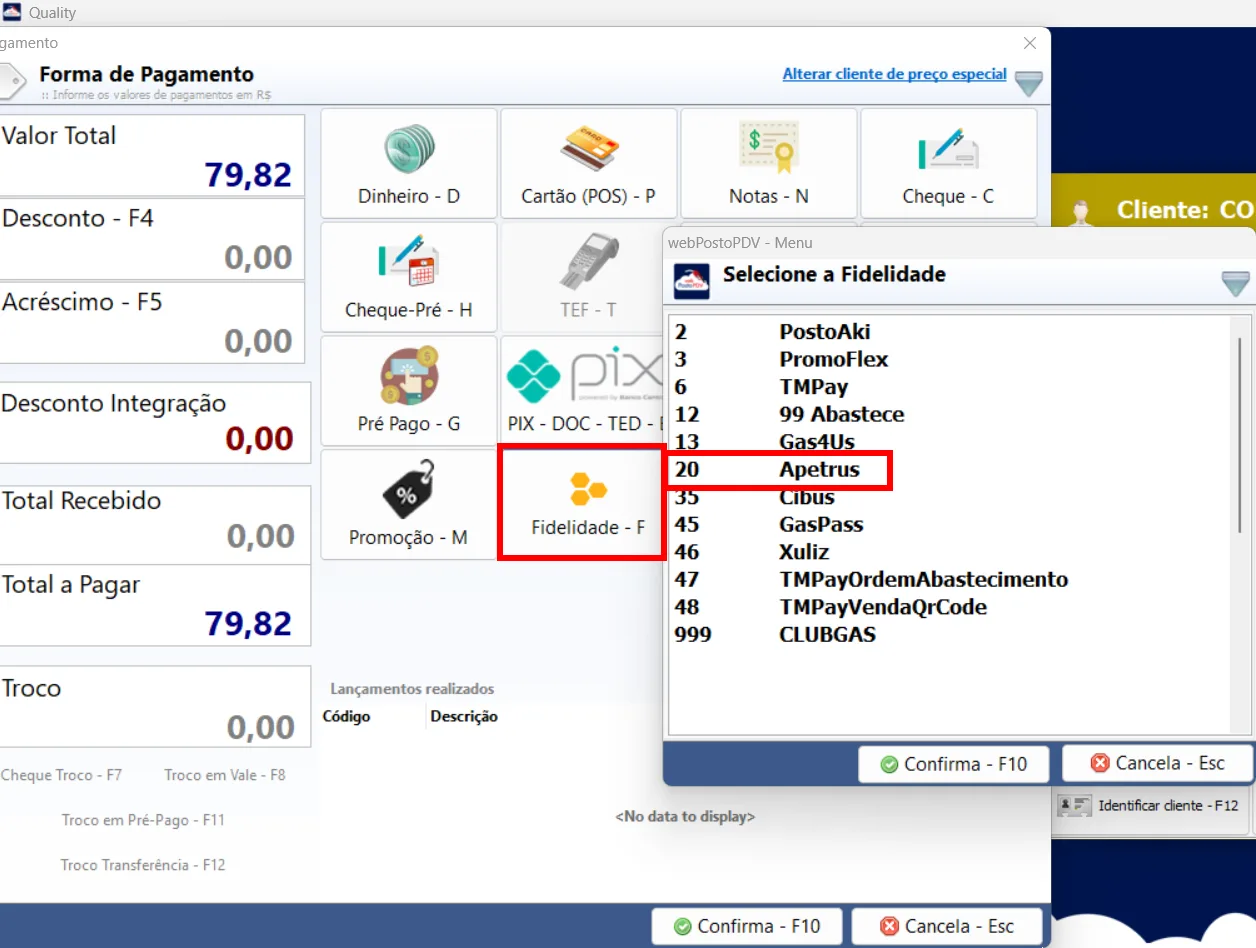 Quality
gamento
Forma de Pagamento
:: Informe os valores de pagamentos em R$
Alterar cliente de preço especial
Valor Total
79,82
Desconto - F4
0,00
Acréscimo - F5
0,00
Desconto Integração
0,00
Total Recebido
0,00
Total a Pagar
79,82
Troco
0,00
Cheque Troco - F7
Troco em Vale - F8
Troco em Pré-Pago - F11
Troco Transferência - F12
Dinheiro - D
Cartão (POS) - P
Notas - N
Cheque - C
Cheque-Pré - H
TEF - T
Pré Pago - G
pix
powered by Banco Central
PIX - DOC - TED -
Promoção - M
Fidelidade - F
Lançamentos realizados
Código Descrição
<No data to display>
Confirma - F10
Cancela - Esc
Cliente: CO
webPostoPDV - Menu
Selecione a Fidelidade
2 PostoAki
3 PromoFlex
6 TMPay
12 99 Abastece
13 Gas4Us
20 Apetrus
35 Cibus
45 GasPass
46 Xuliz
47 TMPayOrdemAbastecimento
48 TMPayVendaQrCode
999 CLUBGAS
Confirma - F10
Cancela - Esc
Identificar cliente - F12